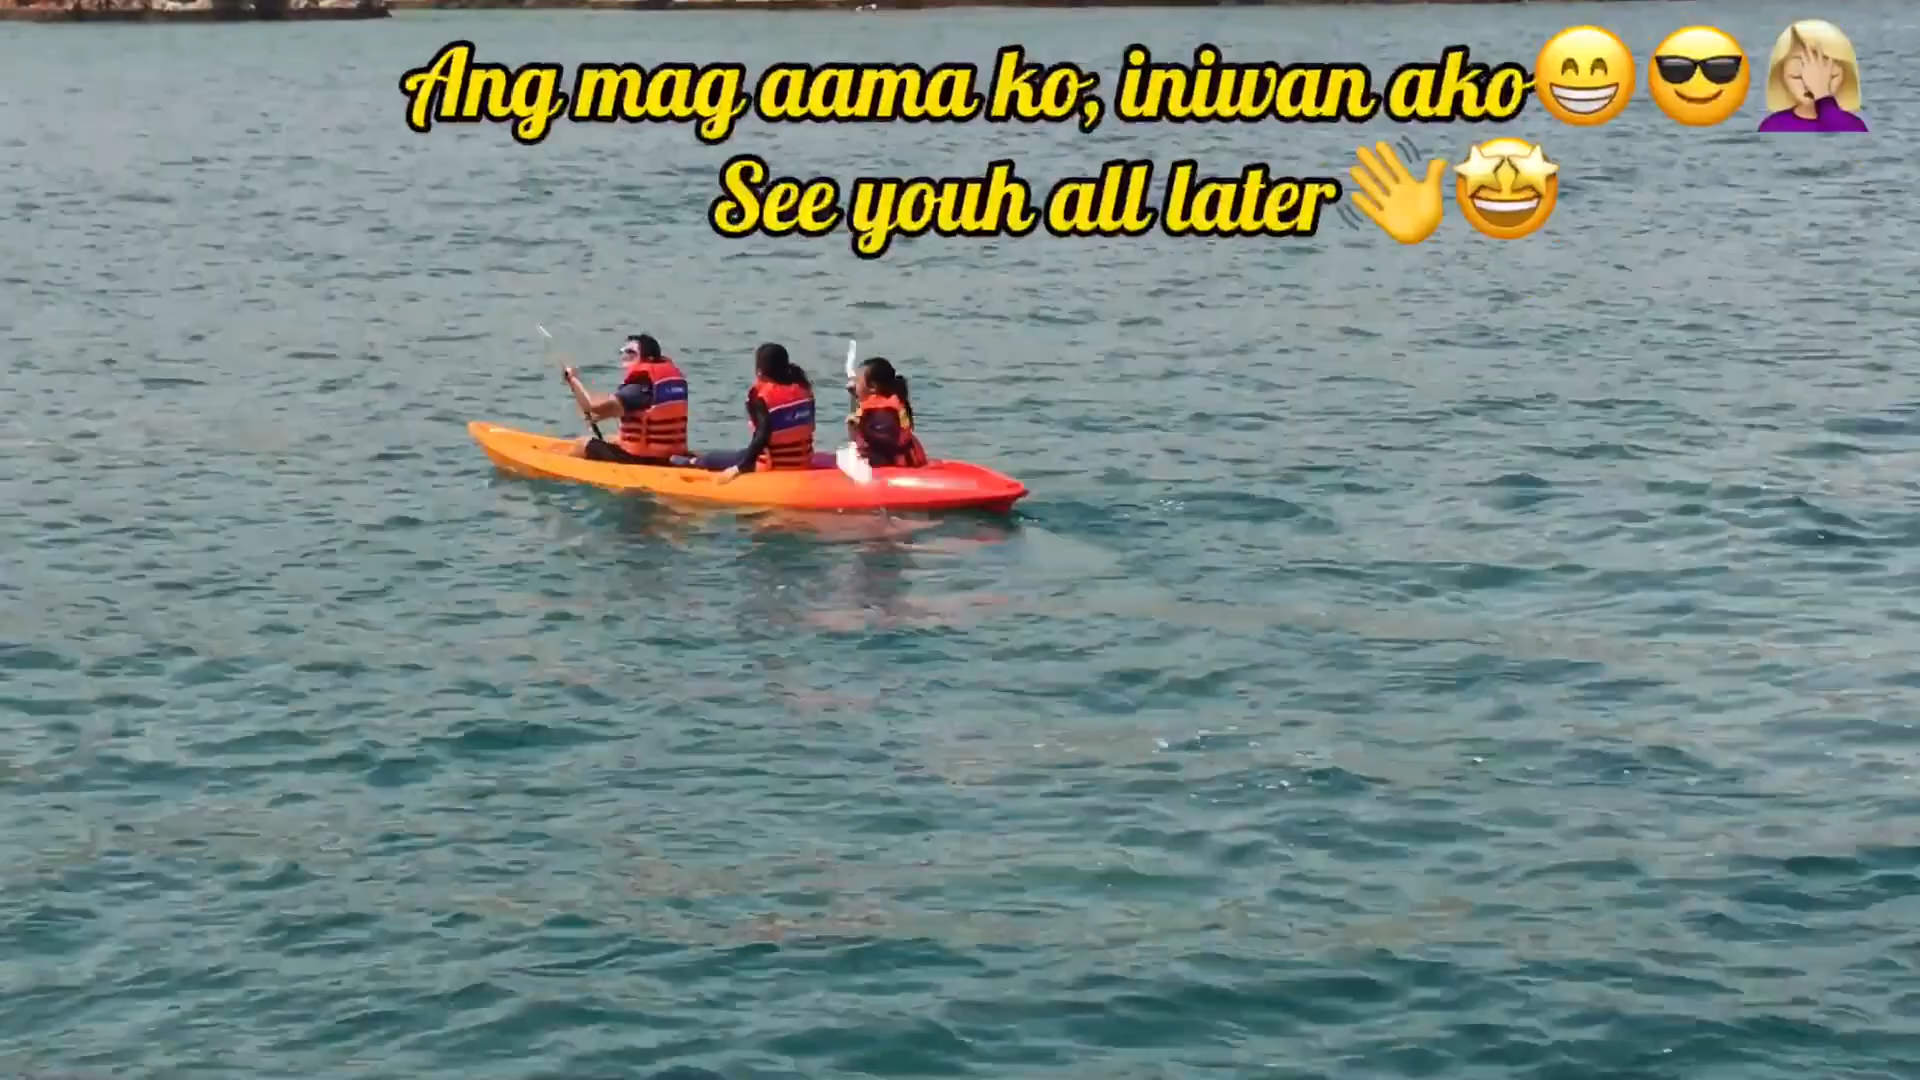 Ang mag aama ko, iniwan ako😁😎🤦🏼‍♀️
See youh all later👋🤩